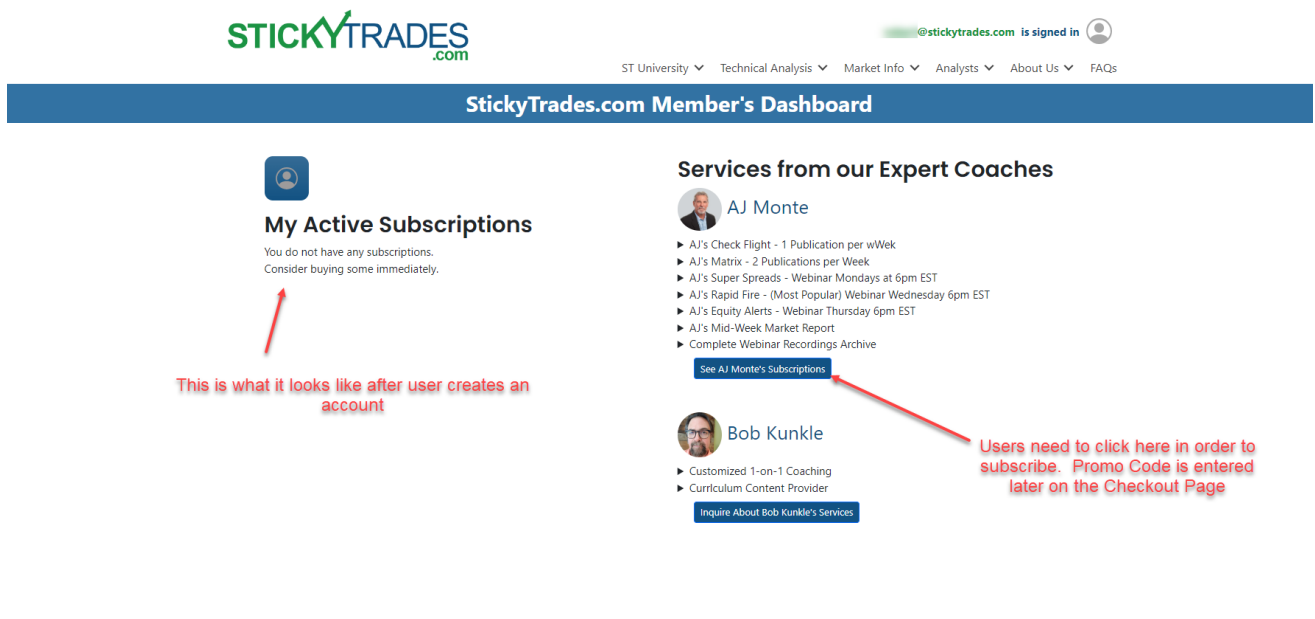 STICKYTRADES
.com
@stickytrades.com is signed in
ST University Technical Analysis Market Info Analysts About Us FAQs
StickyTrades.com Member's Dashboard
My Active Subscriptions
You do not have any subscriptions.
Consider buying some immediately.
This is what it looks like after user creates an
account
Services from our Expert Coaches
AJ Monte
AJ's Check Flight - 1 Publication per wWek
AJ's Matrix - 2 Publications per Week
AJ's Super Spreads - Webinar Mondays at 6pm EST
AJ's Rapid Fire - (Most Popular) Webinar Wednesday 6pm EST
AJ's Equity Alerts - Webinar Thursday 6pm EST
AJ's Mid-Week Market Report
Complete Webinar Recordings Archive
See AJ Monte's Subscriptions
Users need to click here in order to
subscribe. Promo Code is entered
later on the Checkout Page
Bob Kunkle
Customized 1-on-1 Coaching
Currlculum Content Provider
Inquire About Bob Kunkle's Services